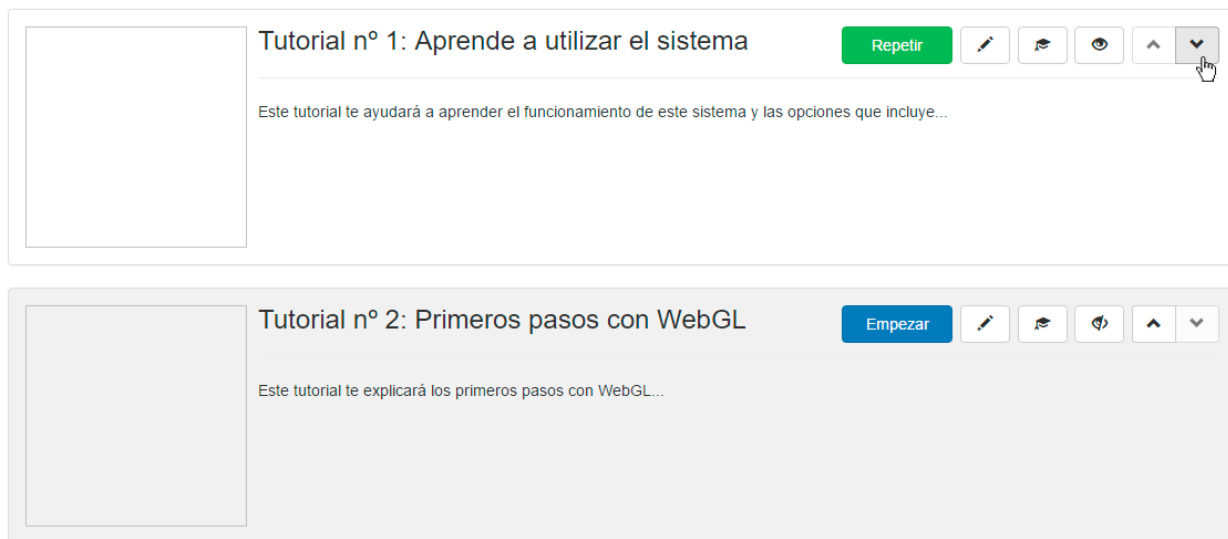 Tutorial nº 1: Aprende a utilizar el sistema
Repetir
Este tutorial te ayudará a aprender el funcionamiento de este sistema y las opciones que incluye...
Tutorial nº 2: Primeros pasos con WebGL
Empezar
Este tutorial te explicará los primeros pasos con WebGL...